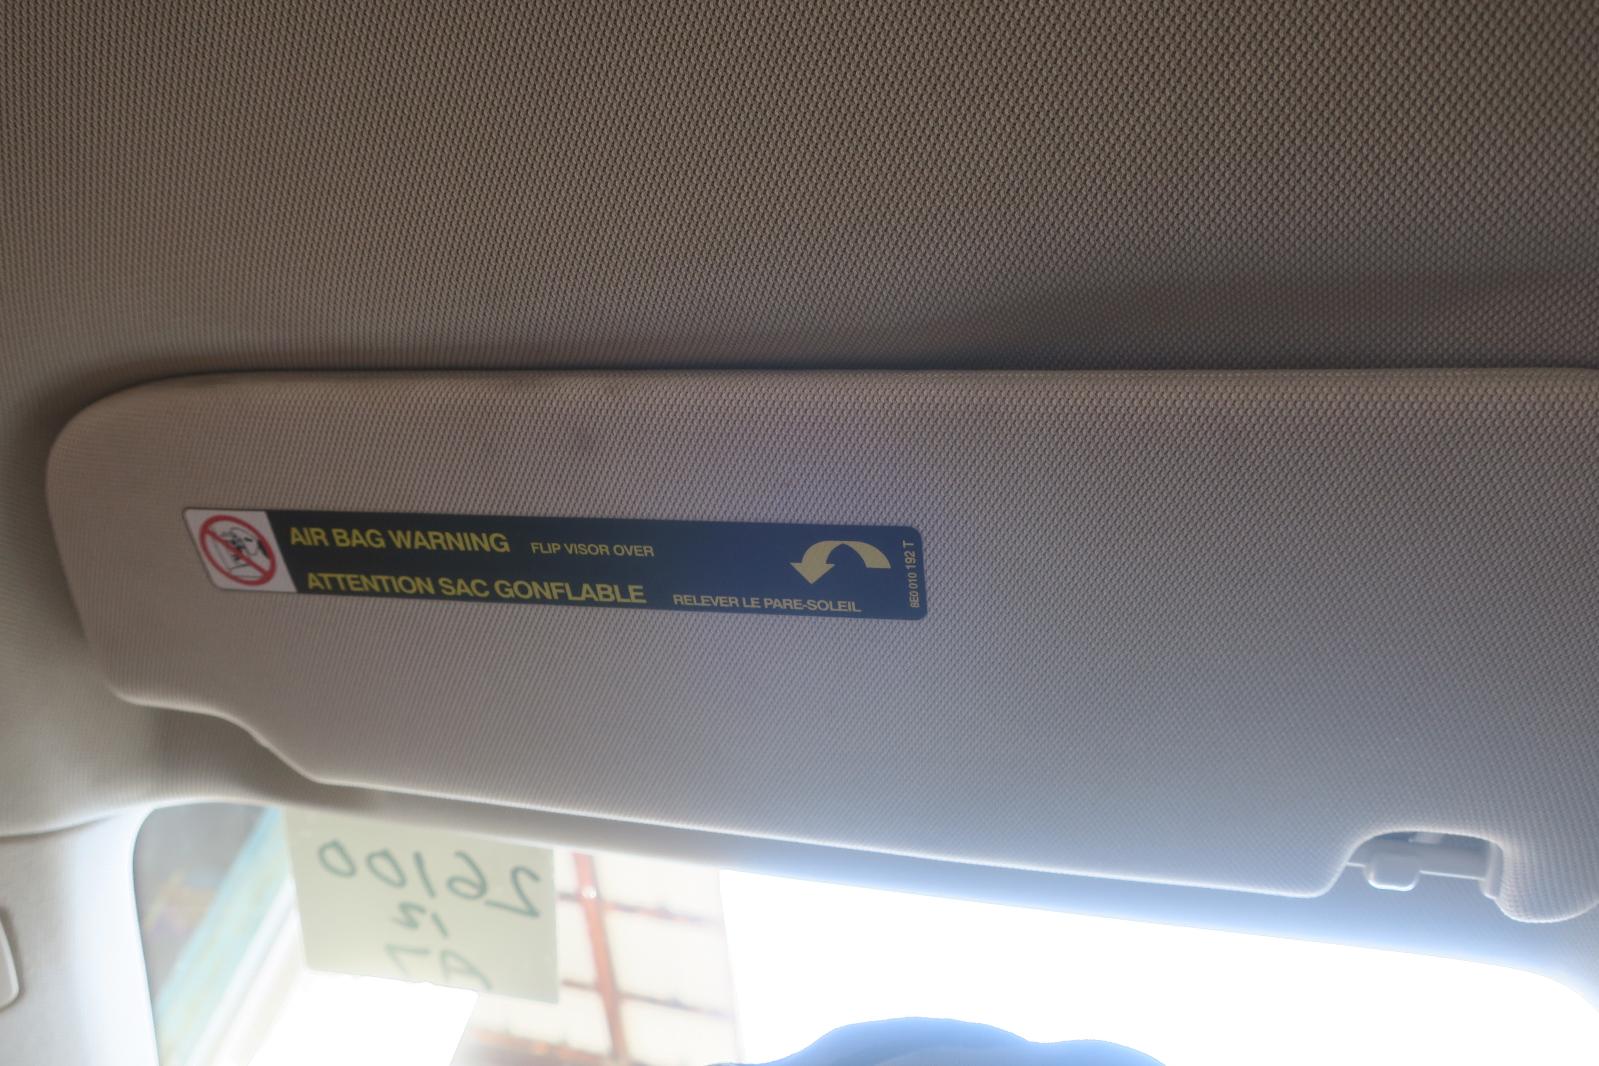 AIR BAG WARNING FLIP VISOR OVER
ATTENTION SAC GONFLABLE RELEVER LE PARE-SOLEIL
8E0 010 192 T
26100